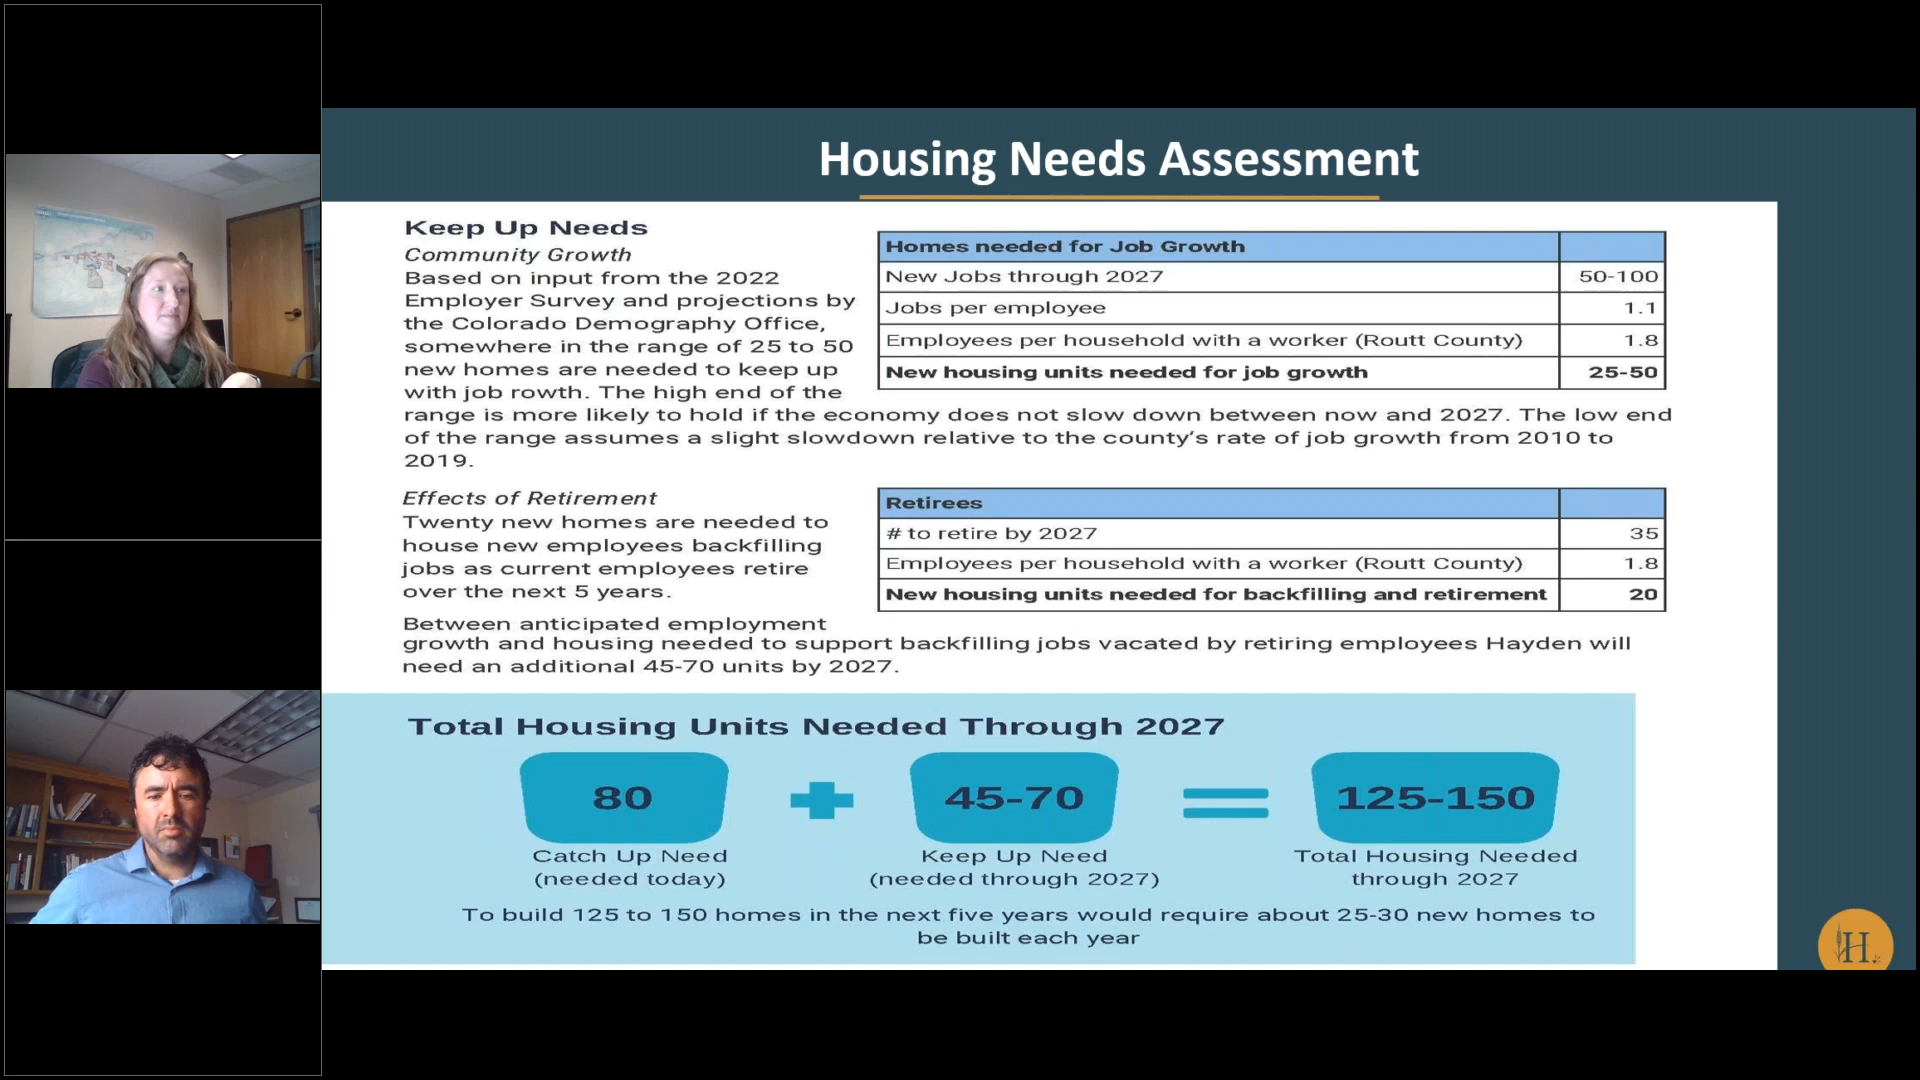 Housing Needs Assessment
Keep Up Needs
Community Growth
Based on input from the 2022
Employer Survey and projections by
the Colorado Demography Office,
somewhere in the range of 25 to 50
new homes are needed to keep up
with job rowth. The high end of the
range is more likely to hold if the economy does not slow down between now and 2027. The low end
of the range assumes a slight slowdown relative to the county's rate of job growth from 2010 to
2019.
Homes needed for Job Growth
New Jobs through 2027 50-100
Jobs per employee 1.1
Employees per household with a worker (Routt County) 1.8
New housing units needed for job growth 25-50
Effects of Retirement
Twenty new homes are needed to
house new employees backfilling
jobs as current employees retire
over the next 5 years.
Retirees
# to retire by 2027 35
Employees per household with a worker (Routt County) 1.8
New housing units needed for backfilling and retirement 20
Between anticipated employment
growth and housing needed to support backfilling jobs vacated by retiring employees Hayden will
need an additional 45-70 units by 2027.
Total Housing Units Needed Through 2027
80 + 45-70 = 125-150
Catch Up Need
(needed today)
Keep Up Need
(needed through 2027)
Total Housing Needed
through 2027
To build 125 to 150 homes in the next five years would require about 25-30 new homes to
be built each year
H.